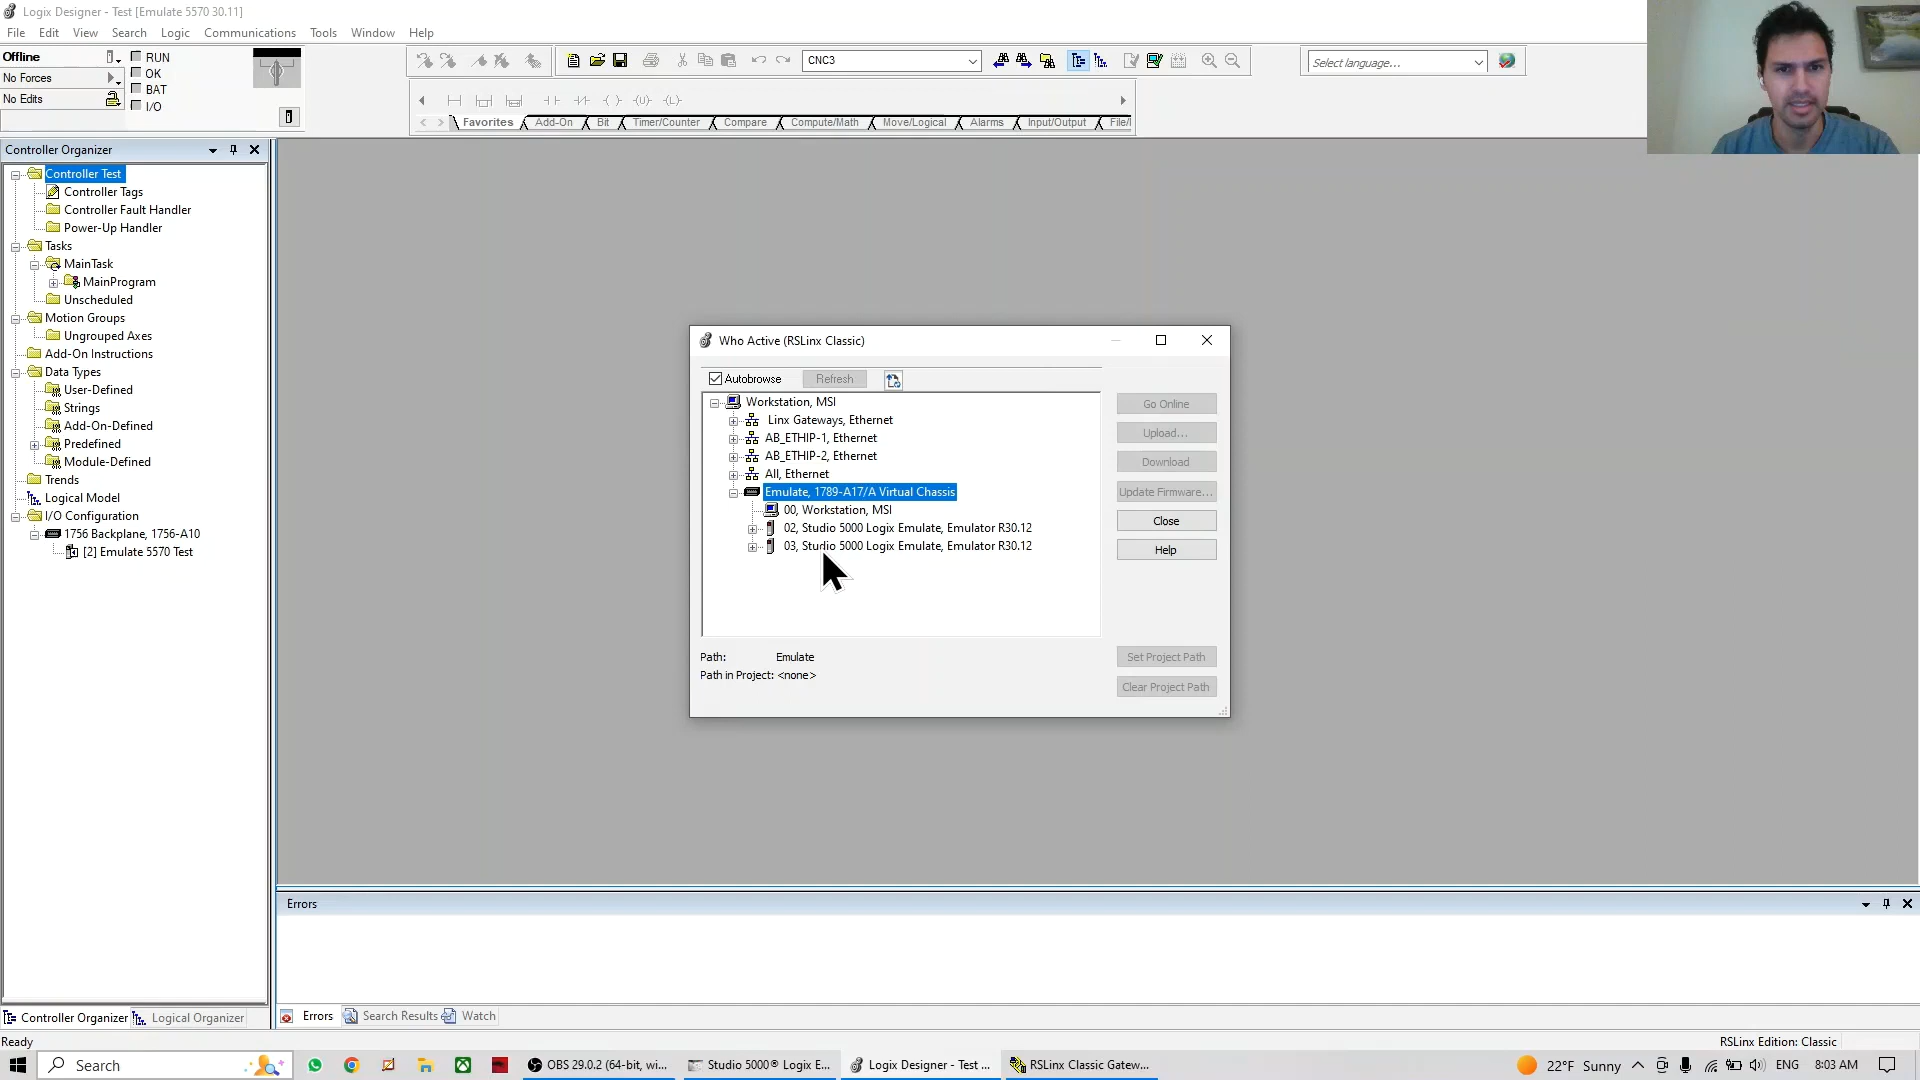 Logix Designer - Test [Emulate 5570 30.11]
File Edit View Search Logic Communications Tools Window Help
Offline
RUN
No Forces
OK
No Edits
BAT
I/O
CNC3
Select language...
Favorites Add-On Bit Timer/Counter Compare Compute/Math Move/Logical Alarms Input/Output File/
Controller Organizer
Controller Test
Controller Tags
Controller Fault Handler
Power-Up Handler
Tasks
MainTask
MainProgram
Unscheduled
Motion Groups
Ungrouped Axes
Add-On Instructions
Data Types
User-Defined
Strings
Add-On-Defined
Predefined
Module-Defined
Trends
Logical Model
I/O Configuration
1756 Backplane, 1756-A10
[2] Emulate 5570 Test
Who Active (RSLinx Classic)
Autobrowse Refresh
Workstation, MSI
Linx Gateways, Ethernet
AB_ETHIP-1, Ethernet
AB_ETHIP-2, Ethernet
All, Ethernet
Emulate, 1789-A17/A Virtual Chassis
00, Workstation, MSI
02, Studio 5000 Logix Emulate, Emulator R30.12
03, Studio 5000 Logix Emulate, Emulator R30.12
Go Online
Upload...
Download
Update Firmware...
Close
Help
Path: Emulate
Path in Project: <none>
Set Project Path
Clear Project Path
Errors
Controller Organizer Logical Organizer
Errors Search Results Watch
Ready
RSLinx Edition: Classic
Search
OBS 29.0.2 (64-bit, wi...
Studio 5000® Logix E...
Logix Designer - Test ...
RSLinx Classic Gatew...
22°F Sunny
ENG
8:03 AM